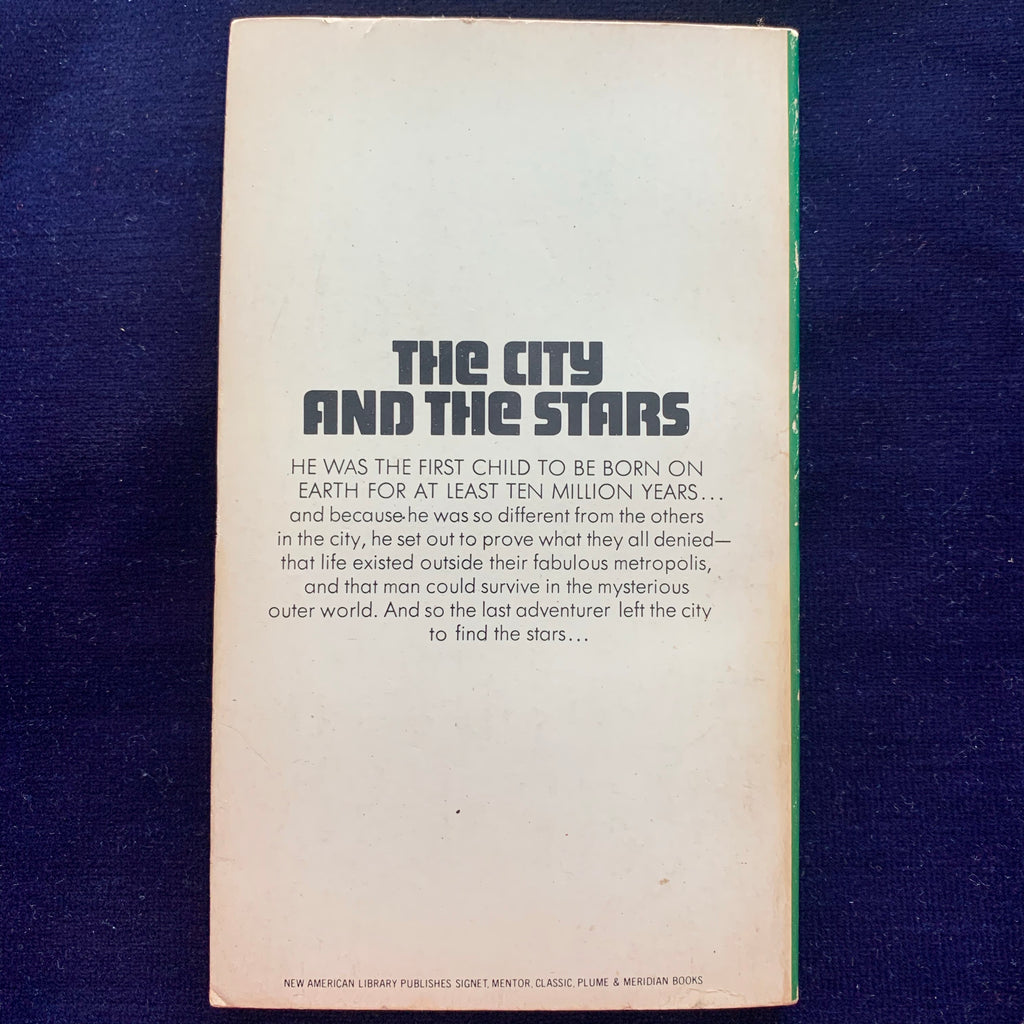 THE CITY
AND THE STARS
HE WAS THE FIRST CHILD TO BE BORN ON
EARTH FOR AT LEAST TEN MILLION YEARS...
and because he was so different from the others
in the city, he set out to prove what they all denied—
that life existed outside their fabulous metropolis,
and that man could survive in the mysterious
outer world. And so the last adventurer left the city
to find the stars...
NEW AMERICAN LIBRARY PUBLISHES SIGNET, MENTOR, CLASSIC, PLUME & MERIDIAN BOOKS